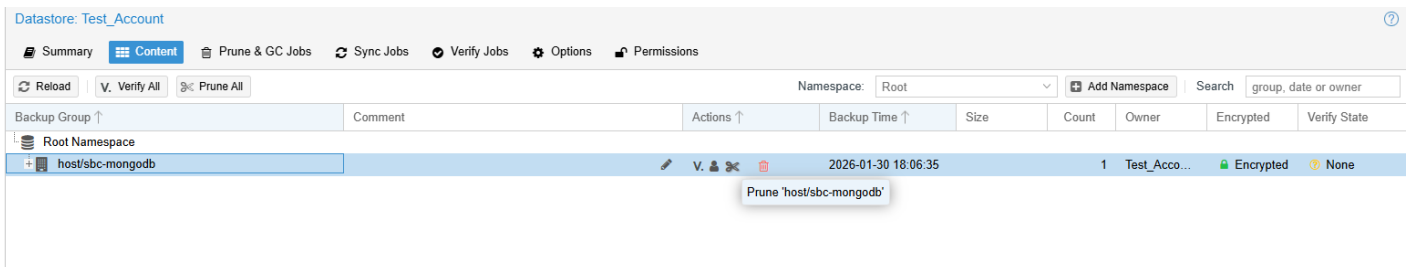 Datastore: Test_Account
Summary Content Prune & GC Jobs Sync Jobs Verify Jobs Options Permissions
Reload V. Verify All Prune All Namespace: Root Add Namespace Search group, date or owner
Backup Group ↑ Comment Actions ↑ Backup Time ↑ Size Count Owner Encrypted Verify State
Root Namespace
host/sbc-mongodb V. 2026-01-30 18:06:35 1 Test_Acco... Encrypted None
Prune 'host/sbc-mongodb'